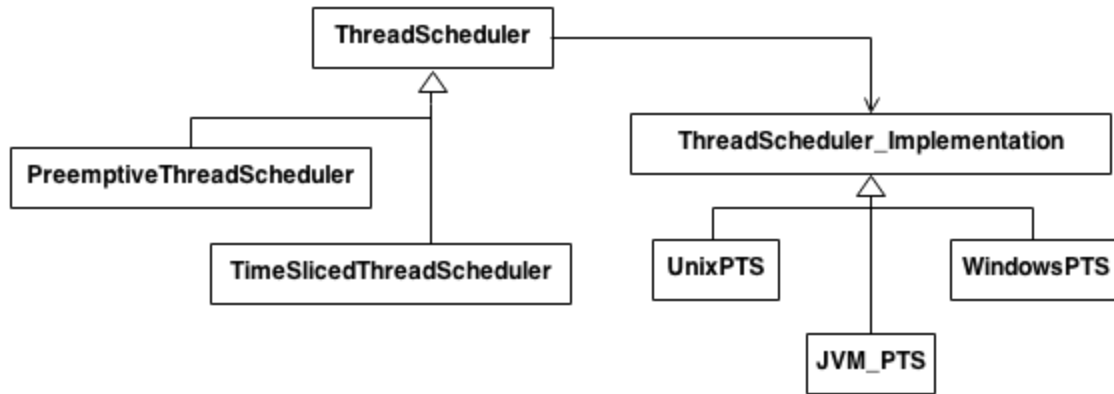 ThreadScheduler
ThreadScheduler_Implementation
PreemptiveThreadScheduler
TimeSlicedThreadScheduler
UnixPTS
WindowsPTS
JVM_PTS